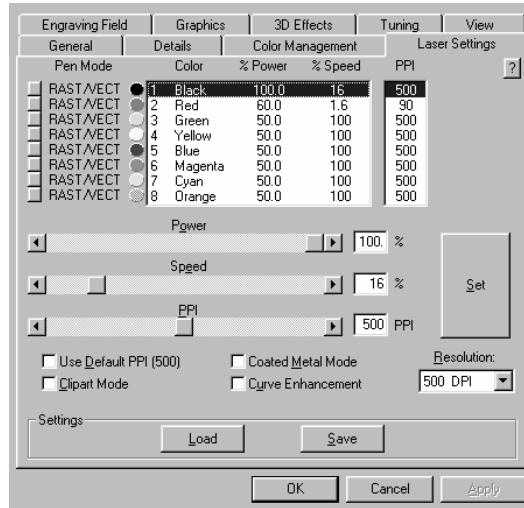 Engraving Field Graphics 3D Effects Tuning View
General Details Color Management Laser Settings
Pen Mode Color % Power % Speed PPI
?
RAST/VECT 1 Black 100.0 16 500
RAST/VECT 2 Red 60.0 1.6 90
RAST/VECT 3 Green 50.0 100 500
RAST/VECT 4 Yellow 50.0 100 500
RAST/VECT 5 Blue 50.0 100 500
RAST/VECT 6 Magenta 50.0 100 500
RAST/VECT 7 Cyan 50.0 100 500
RAST/VECT 8 Orange 50.0 100 500
Power
100. %
Speed
16 %
Set
PPI
500 PPI
Use Default PPI (500) Coated Metal Mode Resolution:
Clipart Mode Curve Enhancement 500 DPI
Settings
Load Save
OK Cancel Apply